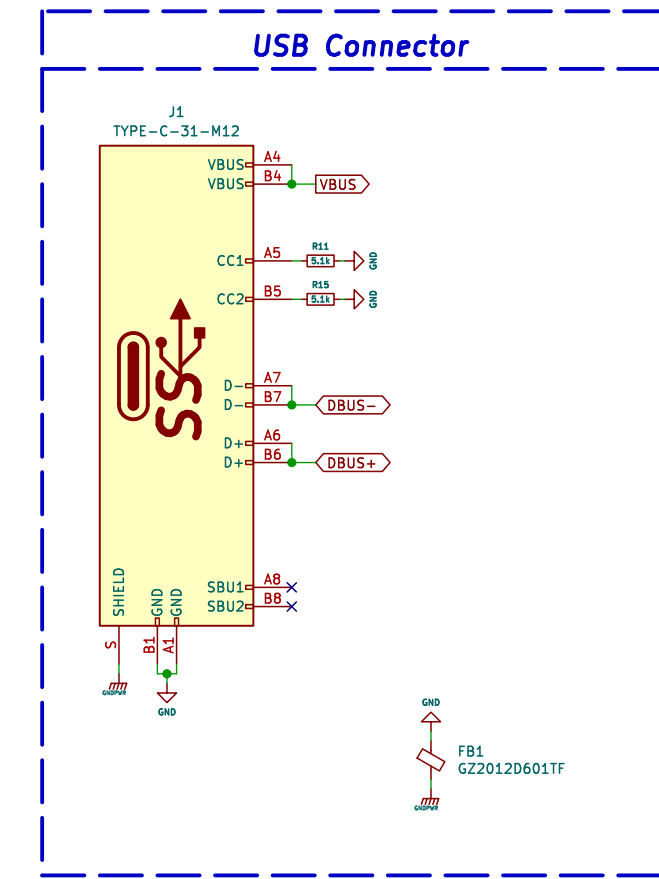 USB Connector
J1
TYPE-C-31-M12
VBUS A4
VBUS B4 VBUS
CC1 A5 R11 5.1k GND
CC2 B5 R15 5.1k GND
SS
D- A7
D- B7 DBUS-
D+ A6
D+ B6 DBUS+
SBU1 A8
SBU2 B8
SHIELD GND GND
S B1 A1
GNDPWR
GND
GND
FB1
GZ2012D601TF
GNDPWR